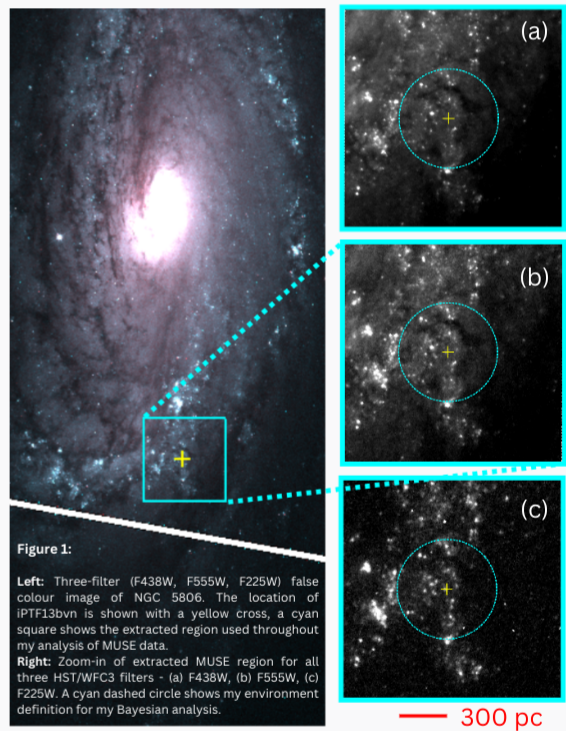 (a)
(b)
(c)
Figure 1:
Left: Three-filter (F438W, F555W, F225W) false
colour image of NGC 5806. The location of
iPTF13bvn is shown with a yellow cross, a cyan
square shows the extracted region used throughout
my analysis of MUSE data.
Right: Zoom-in of extracted MUSE region for all
three HST/WFC3 filters - (a) F438W, (b) F555W, (c)
F225W. A cyan dashed circle shows my environment
definition for my Bayesian analysis.
300 pc